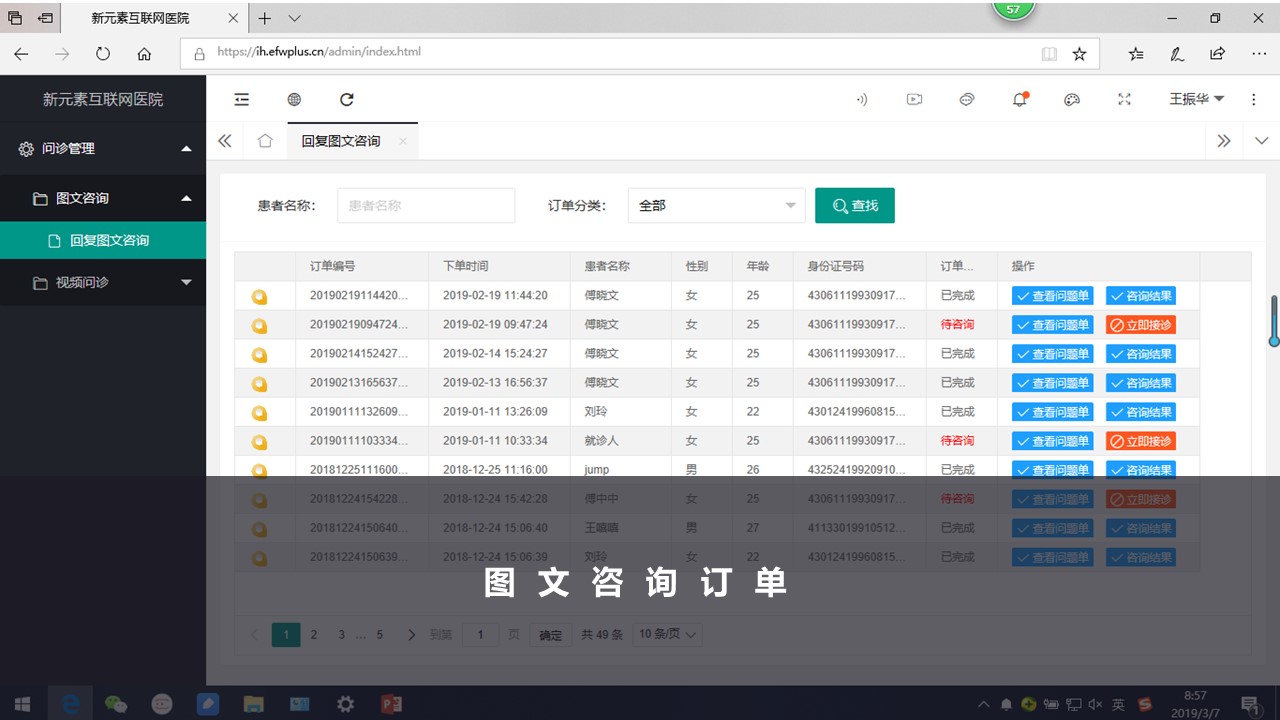 新元素互联网医院
57
https://ih.efwplus.cn/admin/index.html
新元素互联网医院
王振华
问诊管理
图文咨询
回复图文咨询
视频问诊
回复图文咨询
患者名称: 患者名称 订单分类: 全部 查找
订单编号 下单时间 患者名称 性别 年龄 身份证号码 订单... 操作
20190219114420... 2019-02-19 11:44:20 傅晓文 女 25 43061119930917... 已完成 查看问题单 咨询结果
20190219094724... 2019-02-19 09:47:24 傅晓文 女 25 43061119930917... 待咨询 查看问题单 立即接诊
20190214152427... 2019-02-14 15:24:27 傅晓文 女 25 43061119930917... 已完成 查看问题单 咨询结果
20190213165637... 2019-02-13 16:56:37 傅晓文 女 25 43061119930917... 已完成 查看问题单 咨询结果
20190111132609... 2019-01-11 13:26:09 刘玲 女 22 43012419960815... 已完成 查看问题单 咨询结果
20190111103334... 2019-01-11 10:33:34 就诊人 女 25 43061119930917... 待咨询 查看问题单 立即接诊
20181225111600... 2018-12-25 11:16:00 jump 男 26 43252419920910... 已完成 查看问题单 咨询结果
20181224154228... 2018-12-24 15:42:28 傅中中 女 25 43061119930917... 待咨询 查看问题单 立即接诊
20181224150640... 2018-12-24 15:06:40 王嘻嘻 男 27 41133019910512... 已完成 查看问题单 咨询结果
20181224150639... 2018-12-24 15:06:39 刘玲 女 22 43012419960815... 已完成 查看问题单 咨询结果
图文咨询订单
1 2 3 ... 5 到第 1 页 确定 共 49 条 10 条/页
英
8:57
2019/3/7
1